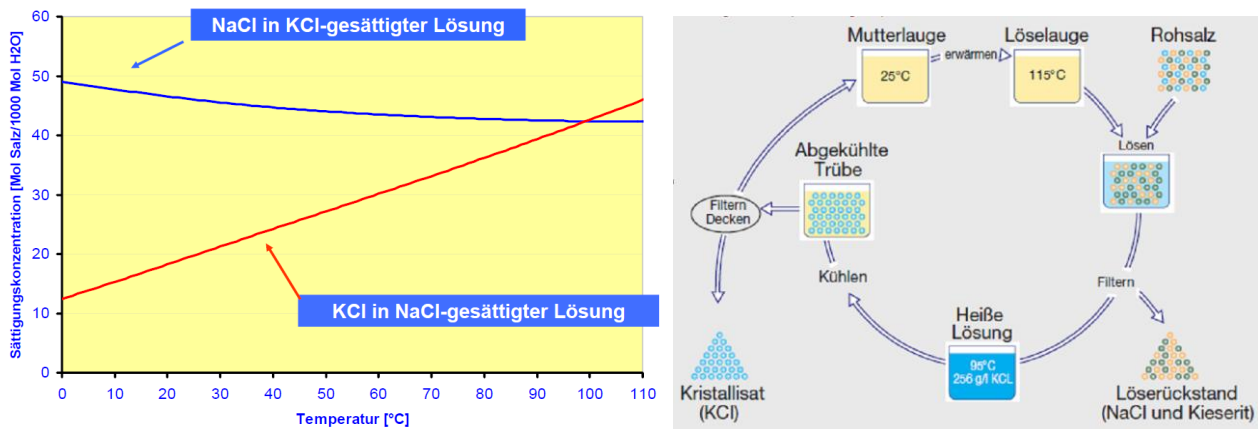 60
50
40
30
20
10
0
0 10 20 30 40 50 60 70 80 90 100 110
Sättigungskonzentration [Mol Salz/1000 Mol H2O]
Temperatur [°C]
NaCl in KCl-gesättigter Lösung
KCl in NaCl-gesättigter Lösung
Mutterlauge
25°C
erwärmen
Löselauge
115°C
Rohsalz
Lösen
Filtern
Löserückstand
(NaCl und Kieserit)
Heiße
Lösung
95°C
256 g/l KCL
Kühlen
Abgekühlte
Trübe
Filtern
Decken
Kristallisat
(KCl)